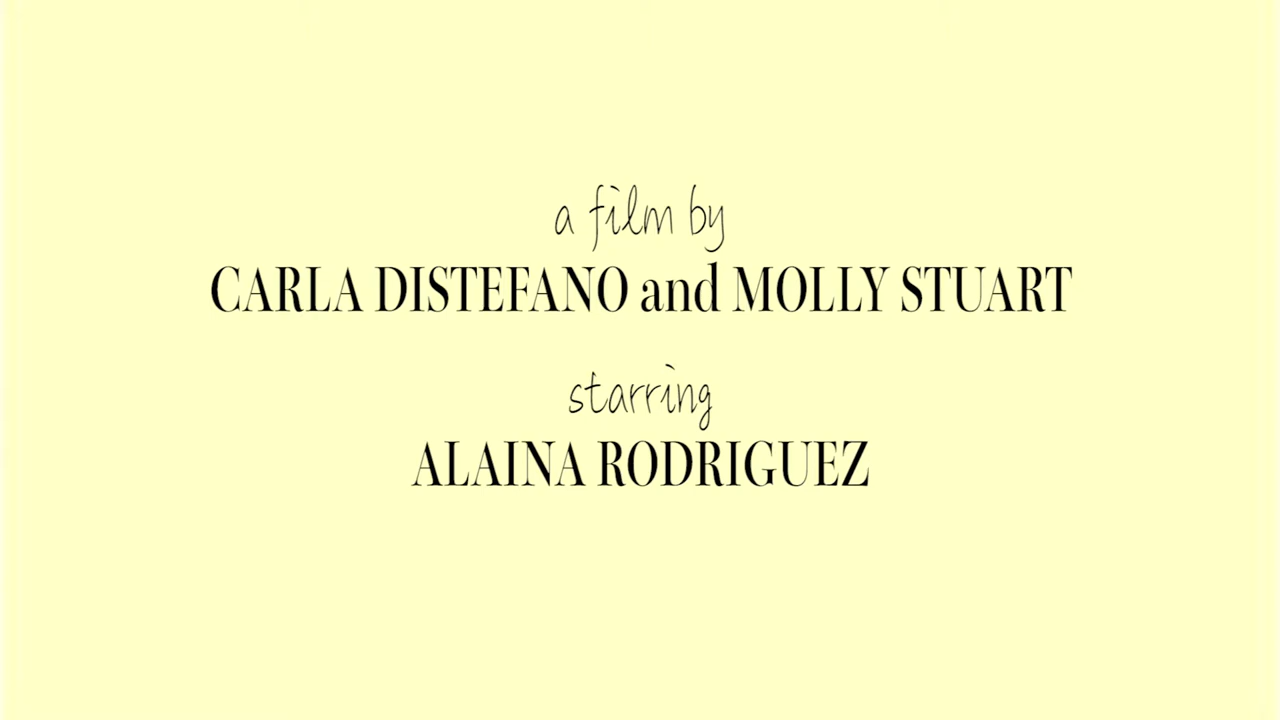 a film by
CARLA DISTEFANO and MOLLY STUART
starring
ALAINA RODRIGUEZ